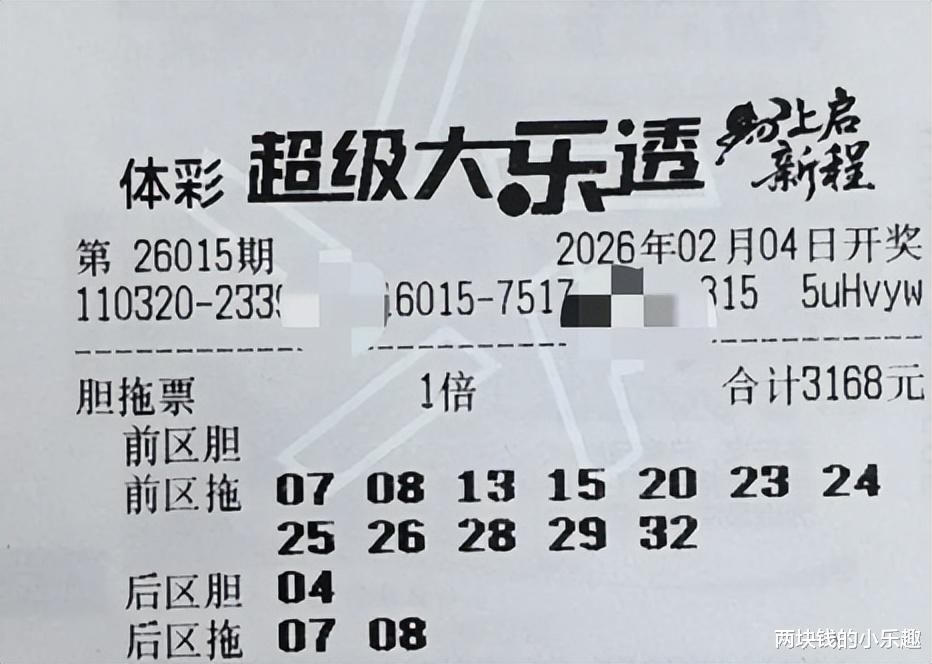 体彩 超级大乐透 马上启新程
第 26015期 2026年02月04日开奖
110320-2339 6015-7517 315 5uHvyw
胆拖票 1倍 合计3168元
前区胆
前区拖 07 08 13 15 20 23 24
25 26 28 29 32
后区胆 04
后区拖 07 08
两块钱的小乐趣